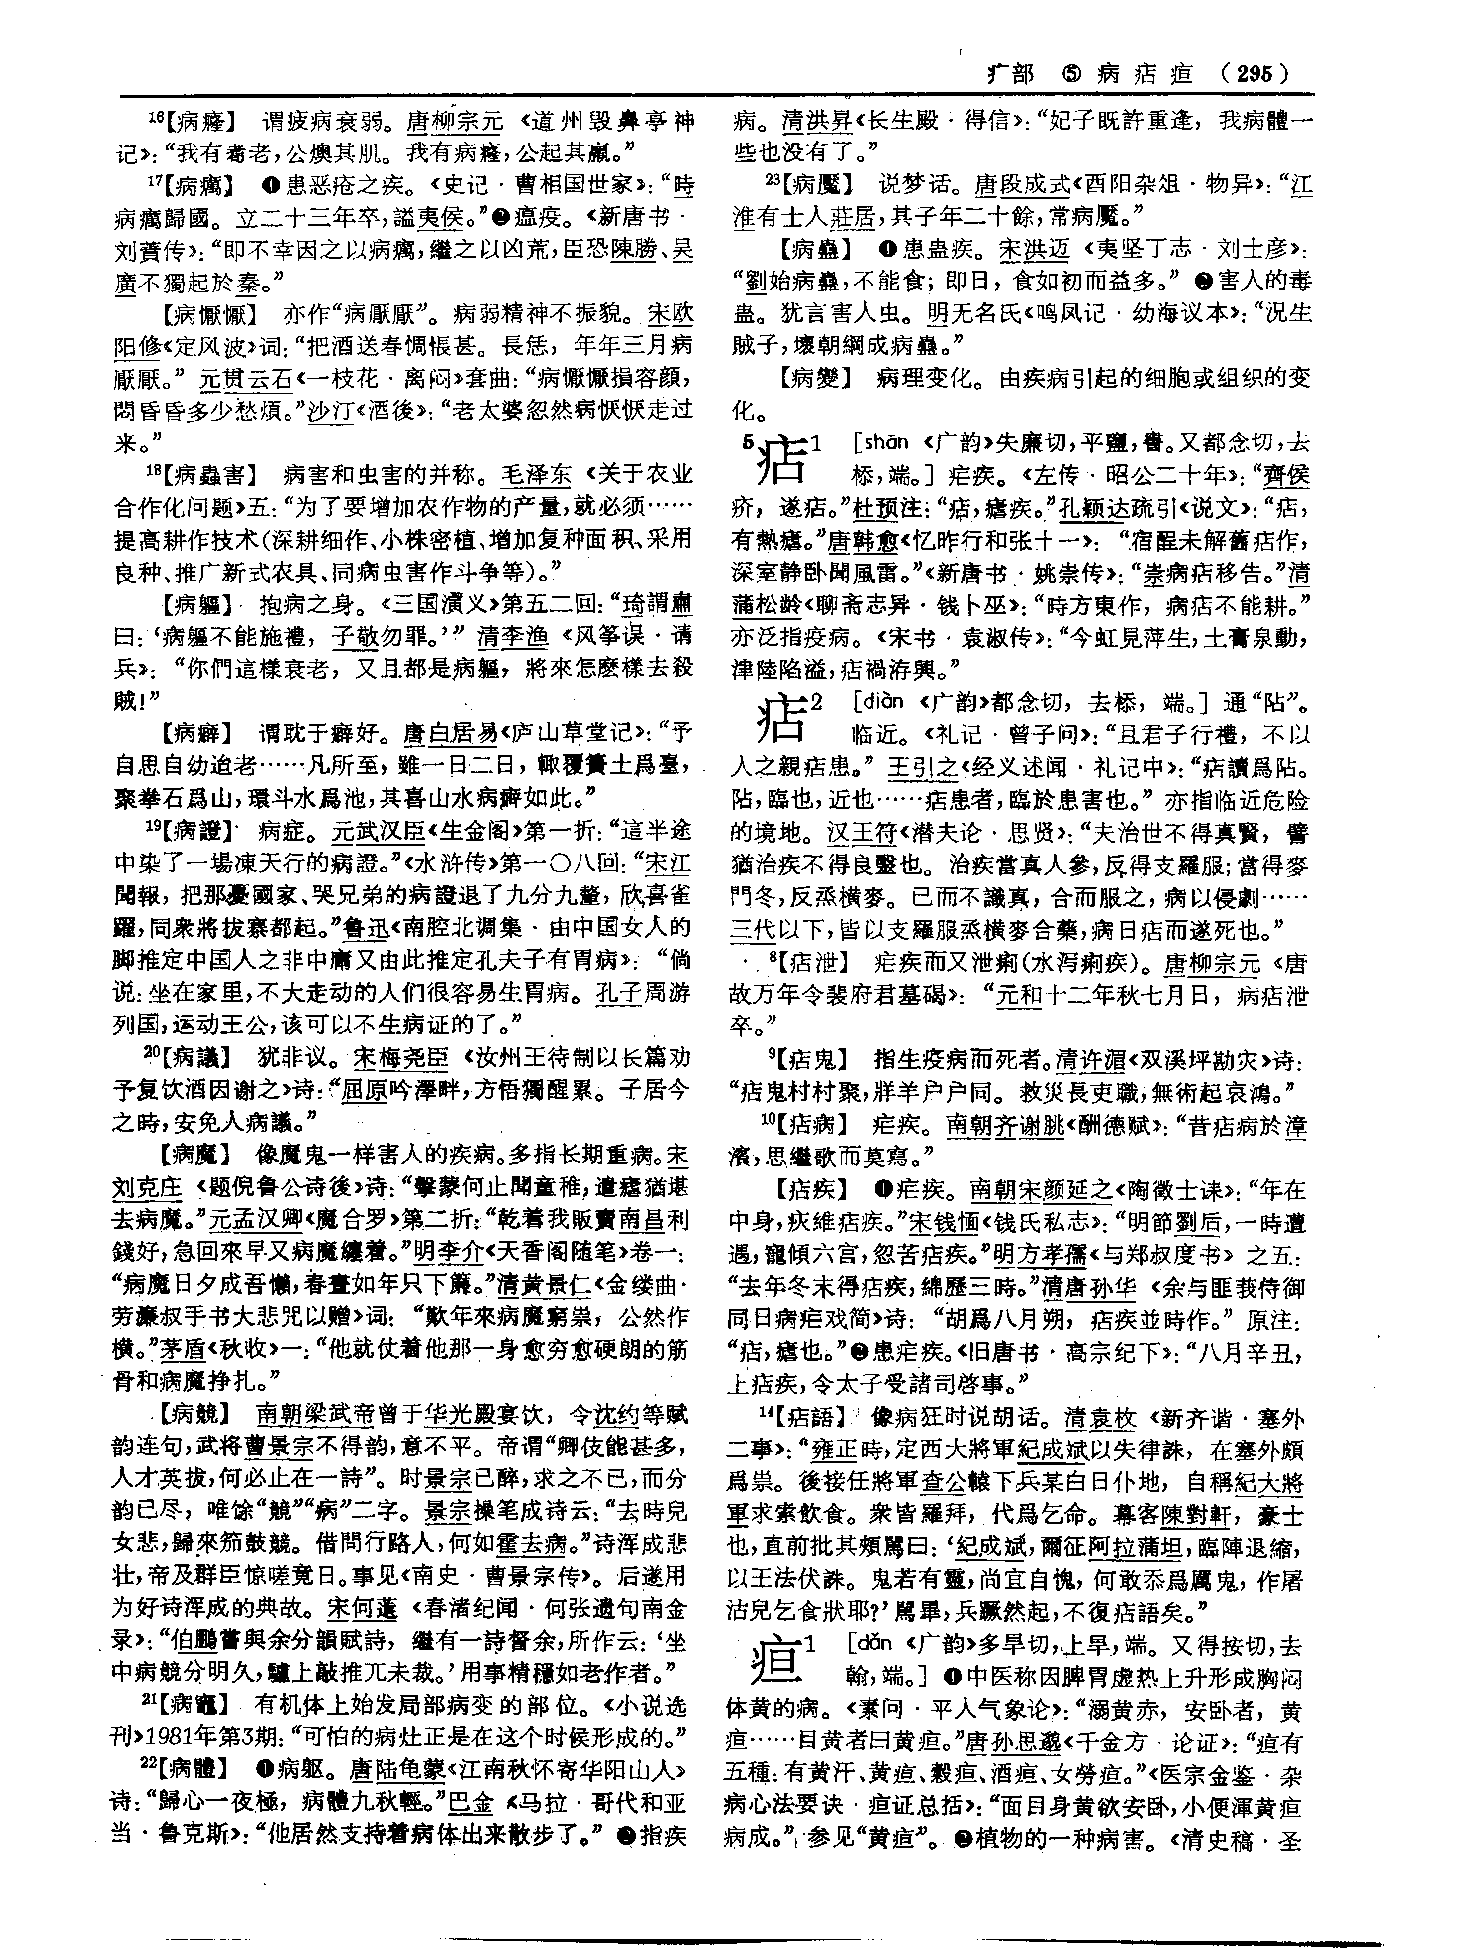 疒部 ⑤ 病 痁 疸 （295）
16【病癃】 谓疲病衰弱。唐柳宗元《道州毁鼻亭神
记》：“我有耇老，公燠其肌。我有病癃，公起其羸。”
17【病癘】 ❶患恶疮之疾。《史记·曹相国世家》：“時
病癘歸國。立二十三年卒，謚夷侯。”❷瘟疫。《新唐书·
刘蕡传》：“即不幸因之以病癘，繼之以凶荒，臣恐陳勝、吴
廣不獨起於秦。”
【病懨懨】 亦作“病厭厭”。病弱精神不振貌。宋欧
阳修《定风波》词：“把酒送春惆悵甚。長恁，年年三月病
厭厭。”元贯云石《一枝花·离闷》套曲：“病懨懨損容顔，
悶昏昏多少愁煩。”沙汀《酒後》：“老太婆忽然病恹恹走过
来。”
18【病蟲害】 病害和虫害的并称。毛泽东《关于农业
合作化问题》五：“为了要增加农作物的产量，就必须……
提高耕作技术（深耕细作、小株密植、增加复种面积、采用
良种、推广新式农具、同病虫害作斗争等）。”
【病軀】 抱病之身。《三国演义》第五二回：“琦謂肅
曰：‘病軀不能施禮，子敬勿罪。’”清李渔《风筝误·请
兵》：“你們這樣衰老，又且都是病軀，將來怎麽樣去殺
贼！”
【病癖】 谓耽于癖好。唐白居易《庐山草堂记》：“予
自思自幼迨老……凡所至，雖一日二日，輒覆簣土爲臺，
聚拳石爲山，環斗水爲池，其喜山水病癖如此。”
19【病證】 病症。元武汉臣《生金阁》第一折：“這半途
中染了一場凍天行的病證。”《水浒传》第一〇八回：“宋江
聞報，把那憂國家、哭兄弟的病證退了九分九釐，欣喜雀
躍，同衆將拔寨都起。”鲁迅《南腔北调集·由中国女人的
脚推定中国人之非中庸又由此推定孔夫子有胃病》：“倘
说：坐在家里，不大走动的人们很容易生胃病。孔子周游
列国，运动王公，该可以不生病证的了。”
20【病議】 犹非议。宋梅尧臣《汝州王待制以长篇劝
予复饮酒因谢之》诗：“屈原吟澤畔，方悟獨醒累。子居今
之時，安免人病議。”
【病魔】 像魔鬼一样害人的疾病。多指长期重病。宋
刘克庄《题倪鲁公诗後》诗：“擊蒙何止聞童稚，遣瘧猶堪
去病魔。”元孟汉卿《魔合罗》第二折：“乾着我販賣南昌利
錢好，急回來早又病魔纏着。”明李介《天香阁随笔》卷一：
“病魔日夕成吾懶，春晝如年只下簾。”清黄景仁《金缕曲·
劳濂叔手书大悲咒以赠》词：“歎年來病魔窮祟，公然作
横。”茅盾《秋收》一：“他就仗着他那一身愈穷愈硬朗的筋
骨和病魔挣扎。”
【病競】 南朝梁武帝曾于华光殿宴饮，令沈约等赋
韵连句，武将曹景宗不得韵，意不平。帝谓“卿伎能甚多，
人才英拔，何必止在一詩”。时景宗已醉，求之不已，而分
韵已尽，唯馀“競”“病”二字。景宗操笔成诗云：“去時兒
女悲，歸來笳鼓競。借問行路人，何如霍去病。”诗浑成悲
壮，帝及群臣惊嗟竟日。事见《南史·曹景宗传》。后遂用
为好诗浑成的典故。宋何薳《春渚纪闻·何张遗句南金
录》：“伯鵬嘗與余分韻賦詩，繼有一詩督余，所作云：‘坐
中病競分明久，驢上敲推兀未裁。’用事精穩如老作者。”
21【病竈】 有机体上始发局部病变的部位。《小说选
刊》1981年第3期：“可怕的病灶正是在这个时候形成的。”
22【病體】 ❶病躯。唐陆龟蒙《江南秋怀寄华阳山人》
诗：“歸心一夜極，病體九秋輕。”巴金《马拉·哥代和亚
当·鲁克斯》：“他居然支持着病体出来散步了。”❷指疾
病。清洪昇《长生殿·得信》：“妃子既許重逢，我病體一
些也没有了。”
23【病魘】 说梦话。唐段成式《酉阳杂俎·物异》：“江
淮有士人莊居，其子年二十餘，常病魘。”
【病蠱】 ❶患蛊疾。宋洪迈《夷坚丁志·刘士彦》：
“劉始病蠱，不能食；即日，食如初而益多。”❷害人的毒
蛊。犹言害人虫。明无名氏《鸣凤记·幼海议本》：“况生
贼子，壞朝綱成病蠱。”
【病變】 病理变化。由疾病引起的细胞或组织的变
化。
5痁1 ［shān《广韵》失廉切，平鹽，書。又都念切，去
㮇，端。］疟疾。《左传·昭公二十年》：“齊侯
疥，遂痁。”杜预注：“痁，瘧疾。”孔颖达疏引《说文》：“痁，
有熱瘧。”唐韩愈《忆昨行和张十一》：“宿酲未解舊痁作，
深室静卧聞風雷。”《新唐书·姚崇传》：“崇病痁移告。”清
蒲松龄《聊斋志异·钱卜巫》：“時方東作，病痁不能耕。”
亦泛指疫病。《宋书·袁淑传》：“今虹見萍生，土膏泉動，
津陸陷溢，痁禍洊興。”
痁2 ［diàn《广韵》都念切，去㮇，端。］通“阽”。
临近。《礼记·曾子问》：“且君子行禮，不以
人之親痁患。”王引之《经义述闻·礼记中》：“痁讀爲阽。
阽，臨也，近也……痁患者，臨於患害也。”亦指临近危险
的境地。汉王符《潜夫论·思贤》：“夫治世不得真賢，譬
猶治疾不得良醫也。治疾當真人參，反得支羅服；當得麥
門冬，反烝横麥。已而不識真，合而服之，病以侵劇……
三代以下，皆以支羅服烝横麥合藥，病日痁而遂死也。”
8【痁泄】 疟疾而又泄痢（水泻痢疾）。唐柳宗元《唐
故万年令裴府君墓碣》：“元和十二年秋七月日，病痁泄
卒。”
9【痁鬼】 指生疫病而死者。清许湄《双溪坪勘灾》诗：
“痁鬼村村聚，牂羊户户同。救災長吏職，無術起哀鴻。”
10【痁病】 疟疾。南朝齐谢朓《酬德赋》：“昔痁病於漳
濱，思繼歌而莫寫。”
【痁疾】 ❶疟疾。南朝宋颜延之《陶徵士诔》：“年在
中身，疢维痁疾。”宋钱愐《钱氏私志》：“明節劉后，一時遭
遇，寵傾六宫，忽苦痁疾。”明方孝孺《与郑叔度书》之五：
“去年冬末得痁疾，綿歷三時。”清唐孙华《余与匪莪侍御
同日病疟戏简》诗：“胡爲八月朔，痁疾並時作。”原注：
“痁，瘧也。”❷患疟疾。《旧唐书·高宗纪下》：“八月辛丑，
上痁疾，令太子受諸司啓事。”
14【痁語】 像病狂时说胡话。清袁枚《新齐谐·塞外
二事》：“雍正時，定西大將軍紀成斌以失律誅，在塞外頗
爲祟。後接任將軍查公轅下兵某白日仆地，自稱紀大將
軍求索飲食。衆皆羅拜，代爲乞命。幕客陳對軒，豪士
也，直前批其頰駡曰：‘紀成斌，爾征阿拉蒲坦，臨陣退縮，
以王法伏誅。鬼若有靈，尚宜自愧，何敢忝爲厲鬼，作屠
沽兒乞食狀耶？’駡畢，兵蹶然起，不復痁語矣。”
疸1 ［dǎn《广韵》多旱切，上旱，端。又得按切，去
翰，端。］❶中医称因脾胃虚热上升形成胸闷
体黄的病。《素问·平人气象论》：“溺黄赤，安卧者，黄
疸……目黄者曰黄疸。”唐孙思邈《千金方·论证》：“疸有
五種：有黄汗、黄疸、穀疸、酒疸、女勞疸。”《医宗金鉴·杂
病心法要诀·疸证总括》：“面目身黄欲安卧，小便渾黄疸
病成。”参见“黄疸”。❷植物的一种病害。《清史稿·圣